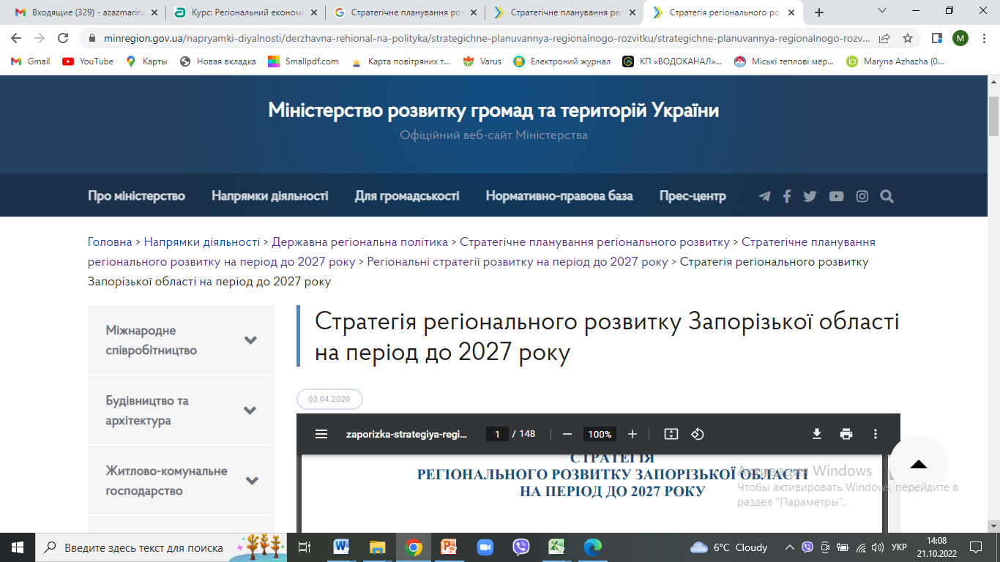 Входящие (329) - azazmarina
Курс: Регіональний економі
Стратегічне планування роз
Стратегічне планування рег
Стратегія регіонального роз
minregion.gov.ua/napryamki-diyalnosti/derzhavna-rehional-na-polityka/strategichne-planuvannya-regionalnogo-rozvitku/strategichne-planuvannya-regionalnogo-rozv...
M
Gmail
YouTube
Карты
Новая вкладка
Smallpdf.com
Карта повітряних т...
Varus
Електроний журнал
КП «ВОДОКАНАЛ»...
Міські теплові мер...
Maryna Azhazha (0...
Міністерство розвитку громад та територій України
Офіційний веб-сайт Міністерства
Про міністерство
Напрямки діяльності
Для громадськості
Нормативно-правова база
Прес-центр
Головна > Напрямки діяльності > Державна регіональна політика > Стратегічне планування регіонального розвитку > Стратегічне планування
регіонального розвитку на період до 2027 року > Регіональні стратегії розвитку на період до 2027 року > Стратегія регіонального розвитку
Запорізької області на період до 2027 року
Міжнародне
співробітництво
Будівництво та
архітектура
Житлово-комунальне
господарство
Стратегія регіонального розвитку Запорізької області
на період до 2027 року
03.04.2020
zaporizka-strategiya-regi...
1 / 148
100%
СТРАТЕГІЯ
РЕГІОНАЛЬНОГО РОЗВИТКУ ЗАПОРІЗЬКОЇ ОБЛАСТІ
НА ПЕРІОД ДО 2027 РОКУ
Активация Windows
Чтобы активировать Windows, перейдите в
раздел "Параметры".
Введите здесь текст для поиска
6°C Cloudy
УКР
14:08
21.10.2022